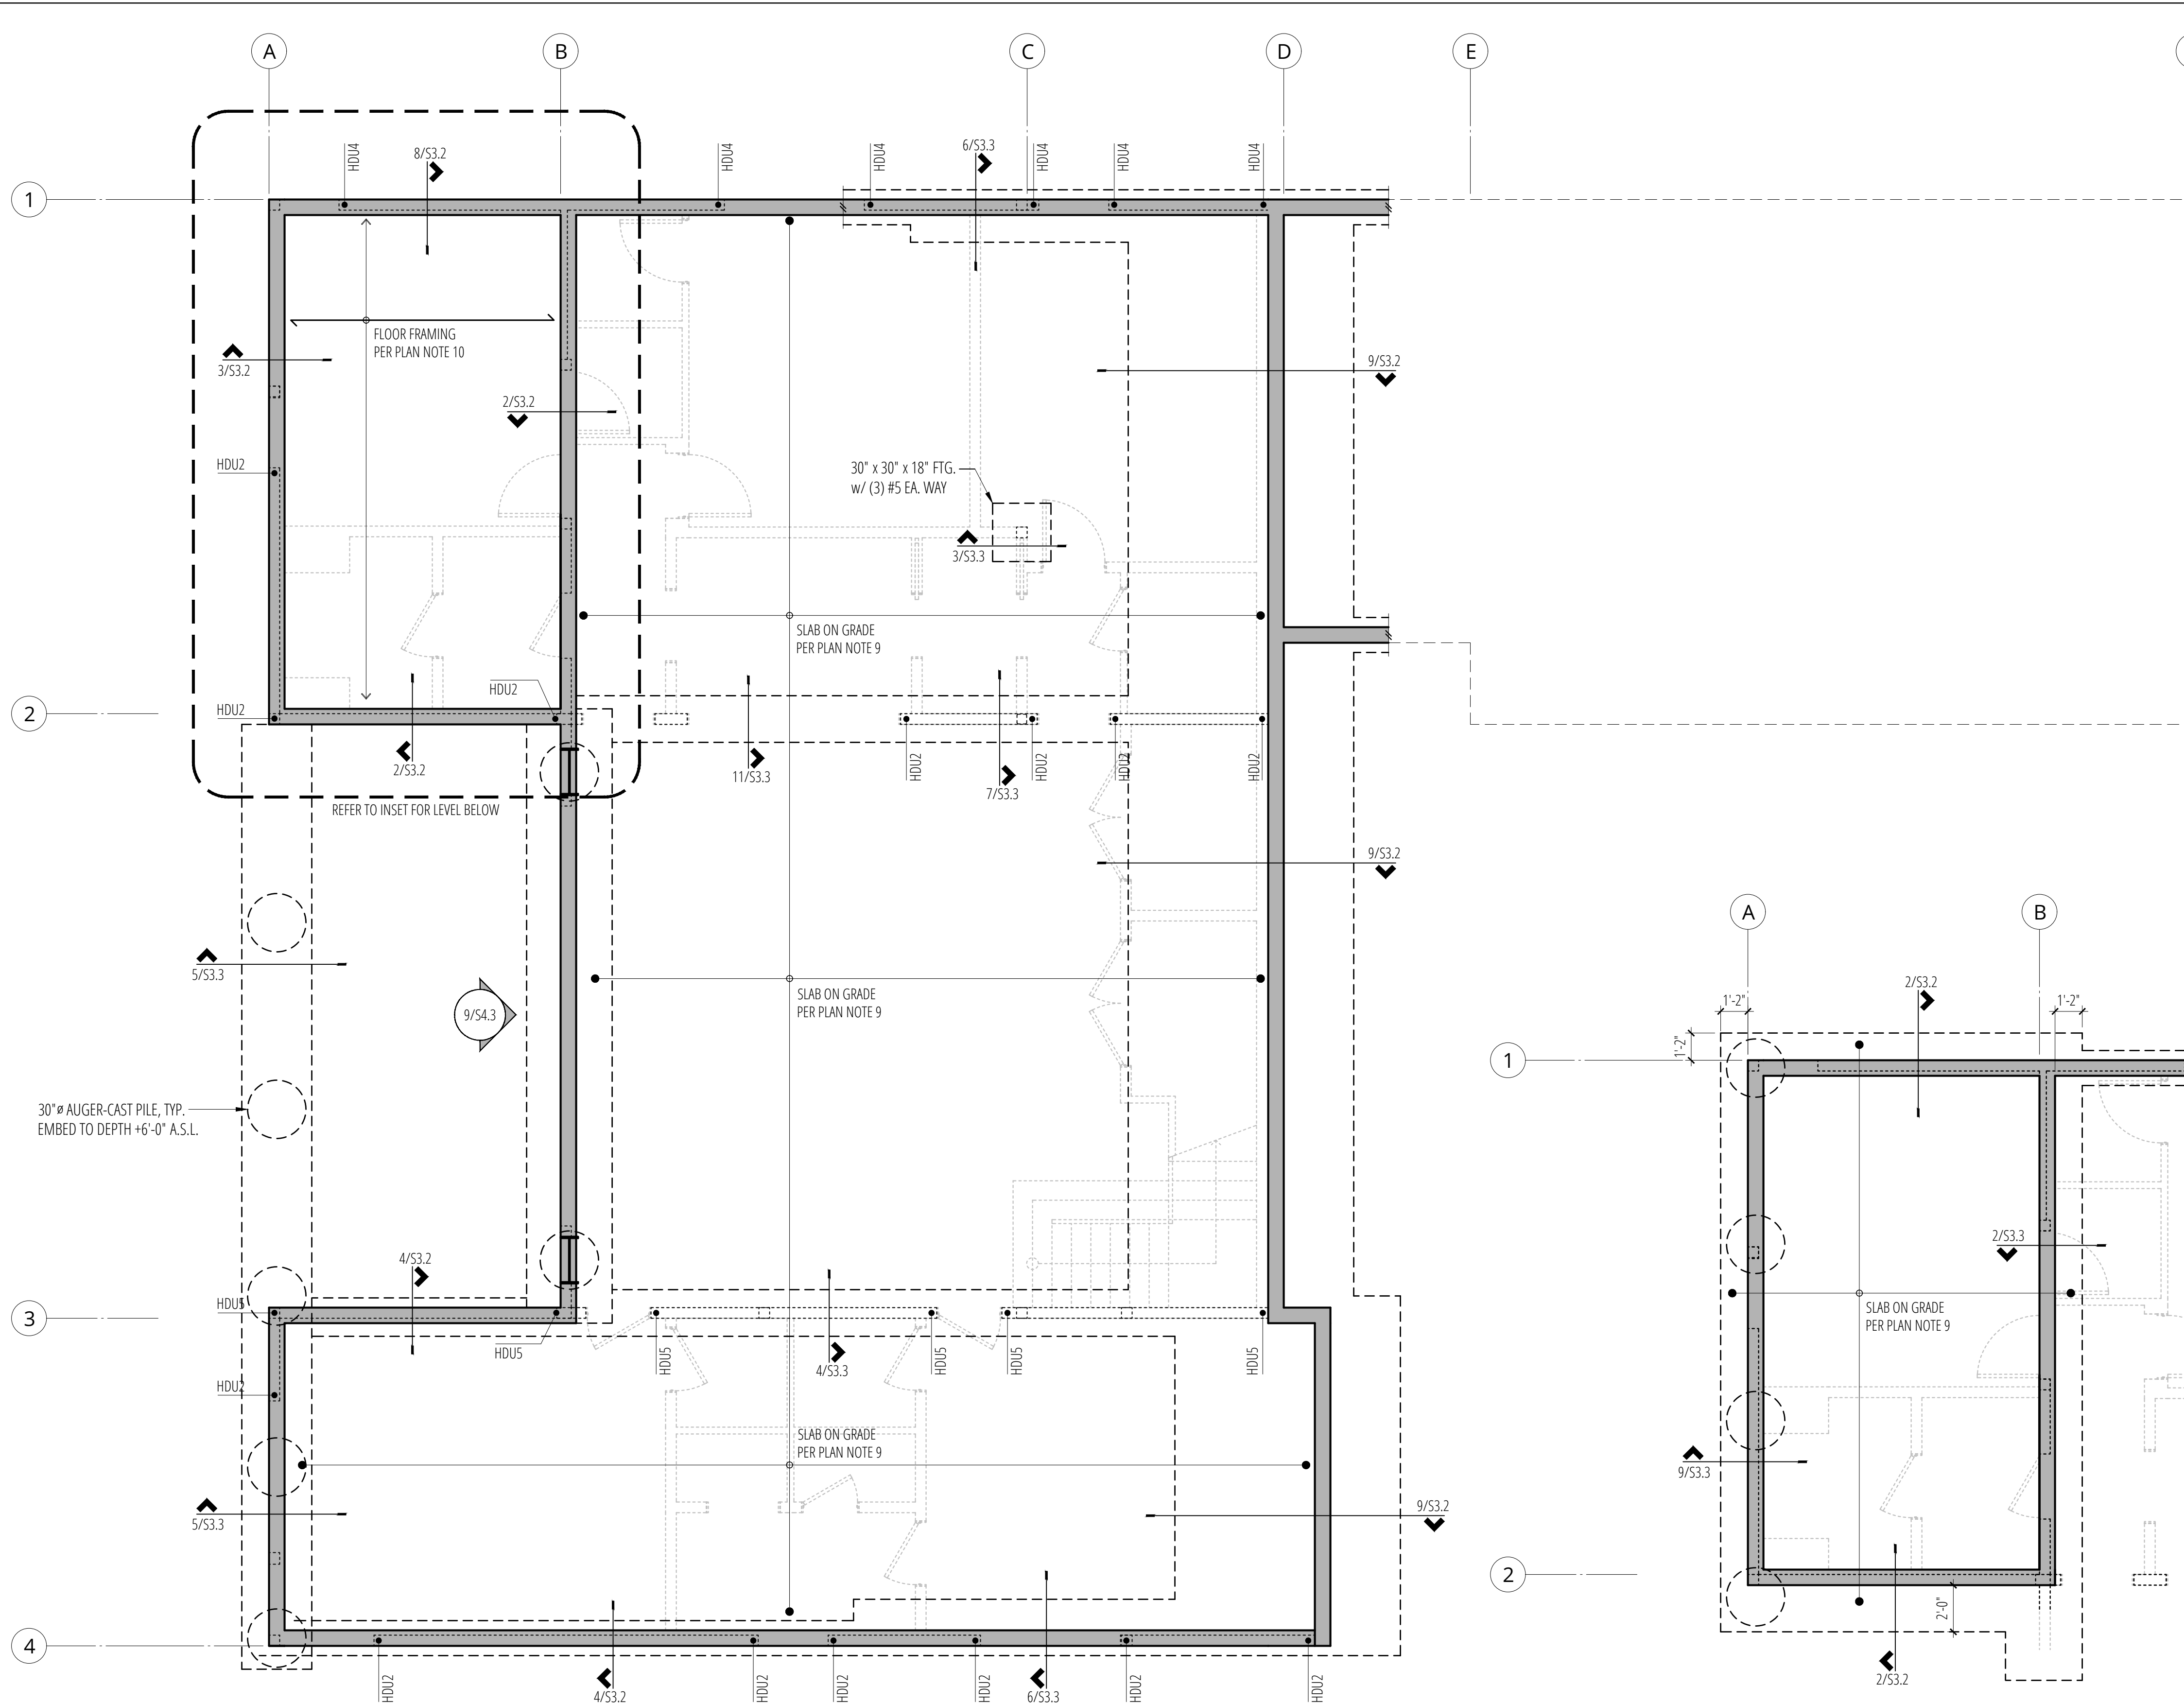 A
B
C
D
E
1
8/S3.2
6/S3.3
HDU4
HDU4
HDU4
HDU4
HDU4
HDU4
FLOOR FRAMING
PER PLAN NOTE 10
3/S3.2
9/S3.2
2/S3.2
HDU2
30" x 30" x 18" FTG.
w/ (3) #5 EA. WAY
3/S3.3
SLAB ON GRADE
PER PLAN NOTE 9
HDU2
HDU2
2
2/S3.2
11/S3.3
HDU2
7/S3.3
HDU2
HDU2
HDU2
REFER TO INSET FOR LEVEL BELOW
9/S3.2
5/S3.3
SLAB ON GRADE
PER PLAN NOTE 9
9/S4.3
30"ø AUGER-CAST PILE, TYP.
EMBED TO DEPTH +6'-0" A.S.L.
4/S3.2
HDU5
3
HDU5
HDU5
4/S3.3
HDU5
HDU5
HDU5
HDU2
SLAB ON GRADE
PER PLAN NOTE 9
5/S3.3
9/S3.2
4
HDU2
4/S3.2
HDU2
HDU2
HDU2
6/S3.3
HDU2
HDU2
A
B
2/S3.2
1'-2"
1'-2"
1'-2"
1
2/S3.3
SLAB ON GRADE
PER PLAN NOTE 9
9/S3.3
2
2'-0"
2/S3.2